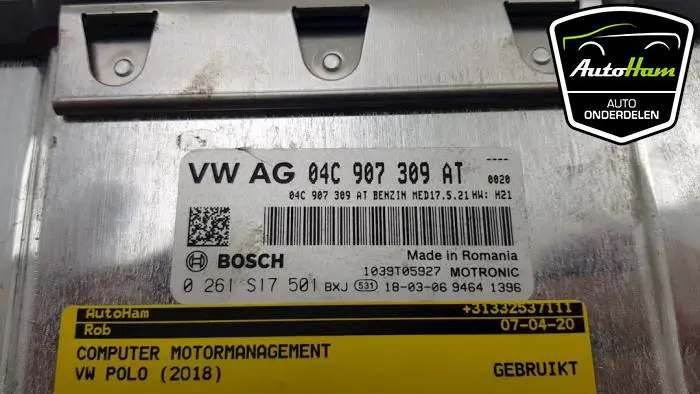 AutoHam
AUTO
ONDERDELEN
VW AG 04C 907 309 AT
----
0020
04C 907 309 AT BENZIN MED17.5.21 HW: H21
Made in Romania
BOSCH
1039T05927 MOTRONIC
0 261 S17 501 BXJ 531 18-03-06 9464 1396
AutoHam +31332537111
Rob 07-04-20
COMPUTER MOTORMANAGEMENT
VW POLO (2018) GEBRUIKT